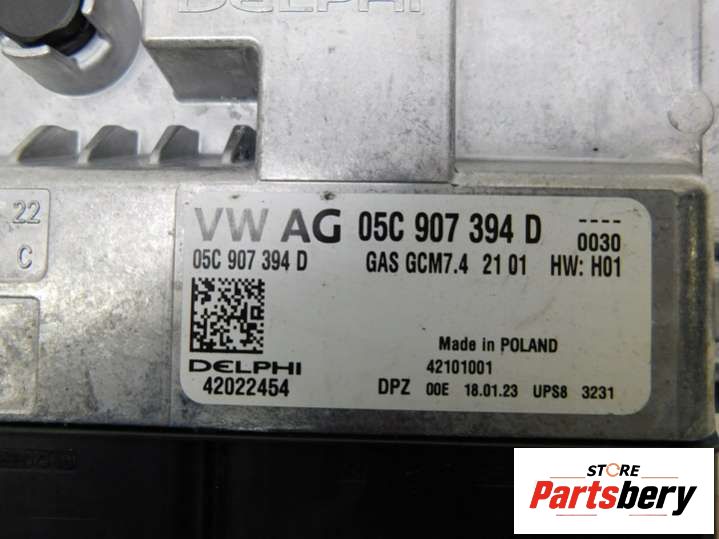 DELPHI
22
C
VW AG 05C 907 394 D ----
0030
05C 907 394 D GAS GCM7.4 21 01 HW: H01
Made in POLAND
DELPHI 42101001
42022454 DPZ 00E 18.01.23 UPS8 3231
STORE
Partsbery